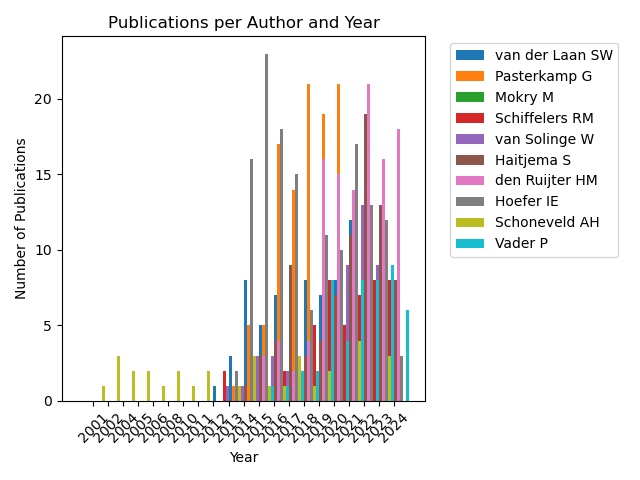 Publications per Author and Year
Number of Publications
20
15
10
5
0
2001
2002
2004
2005
2006
2008
2010
2011
2012
2013
2014
2015
2016
2017
2018
2019
2020
2021
2022
2023
2024
Year
van der Laan SW
Pasterkamp G
Mokry M
Schiffelers RM
van Solinge W
Haitjema S
den Ruijter HM
Hoefer IE
Schoneveld AH
Vader P